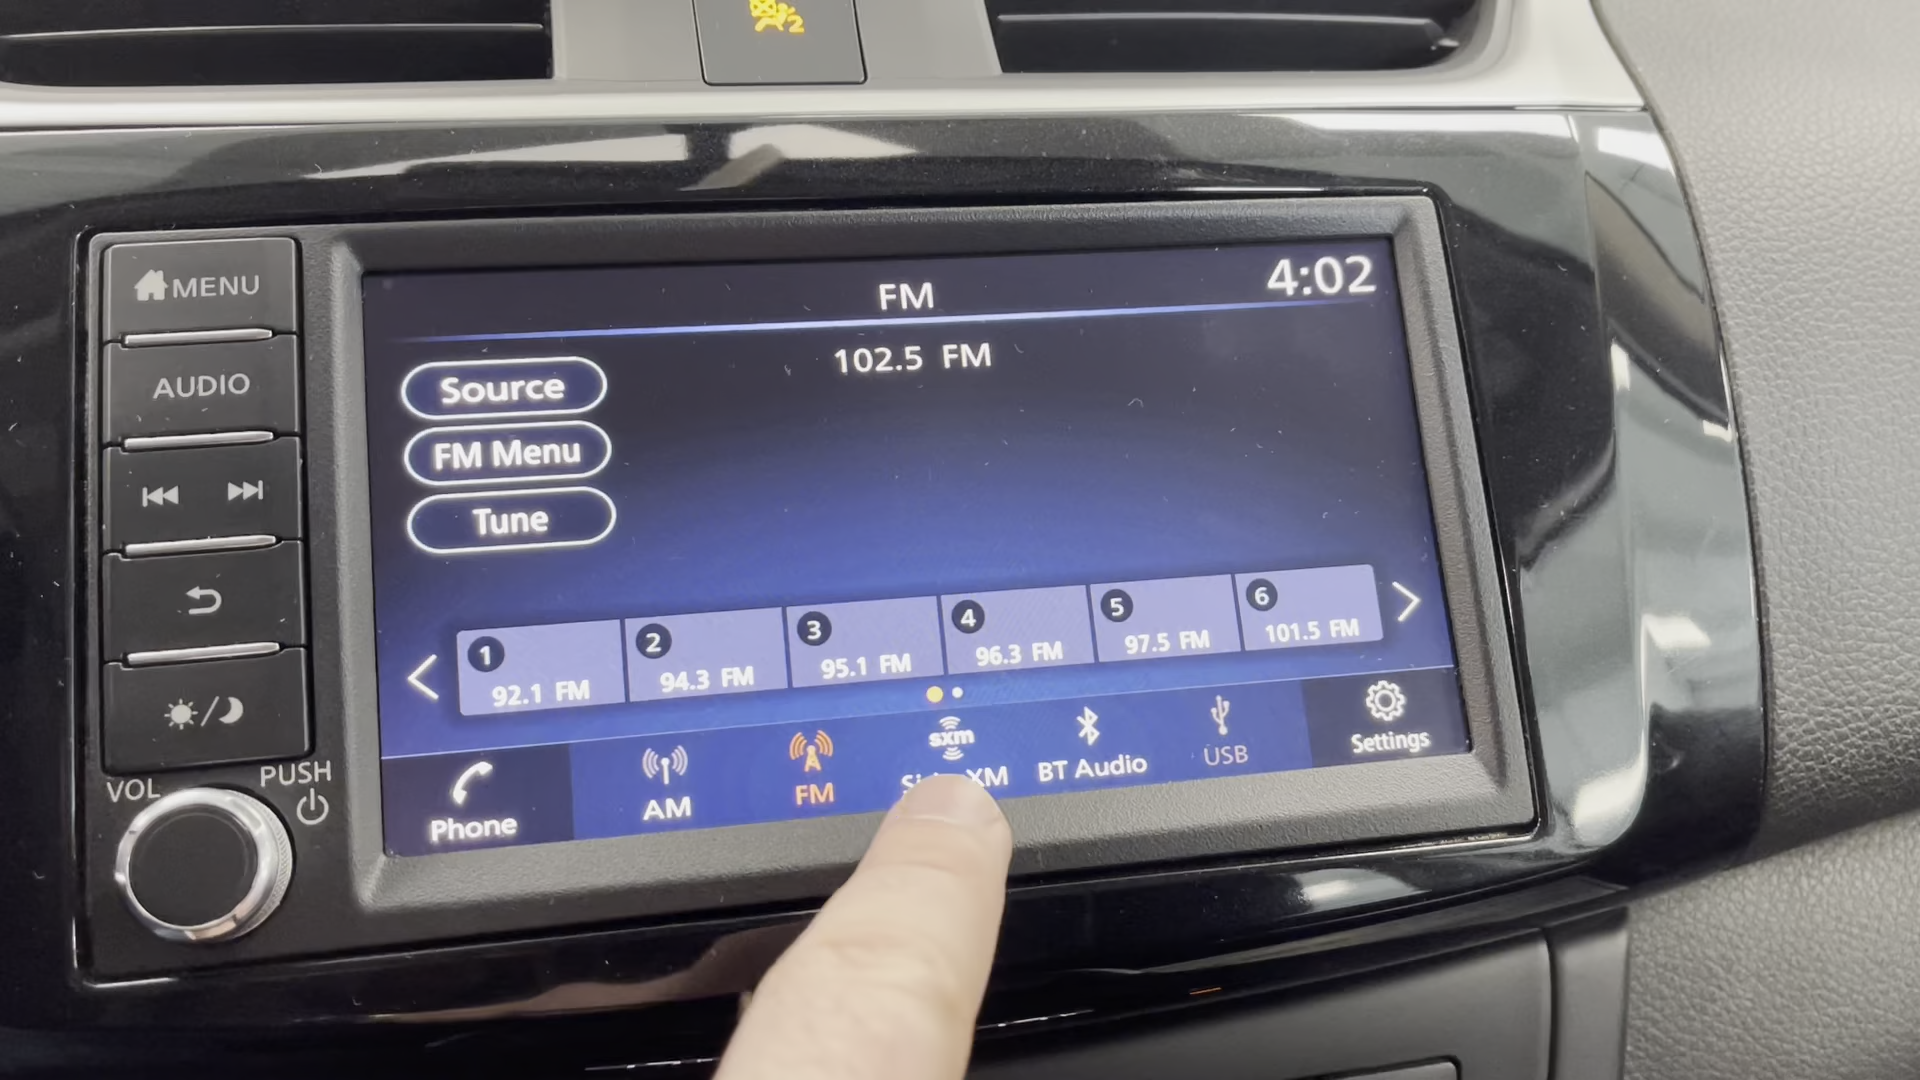 2
MENU
AUDIO
VOL
PUSH
FM
4:02
102.5 FM
Source
FM Menu
Tune
1
92.1 FM
2
94.3 FM
3
95.1 FM
4
96.3 FM
5
97.5 FM
6
101.5 FM
Phone
AM
FM
sxm
XM
BT Audio
USB
Settings